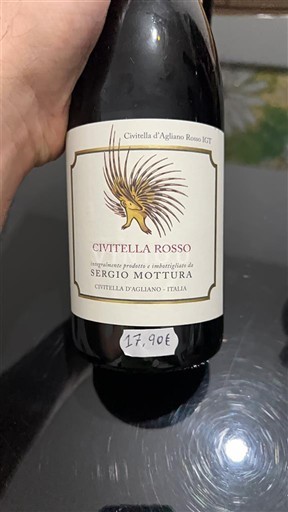 Civitella d'Agliano Rosso IGT
CIVITELLA ROSSO
integralmente prodotto e imbottigliato da
SERGIO MOTTURA
CIVITELLA D'AGLIANO - ITALIA
17,90€